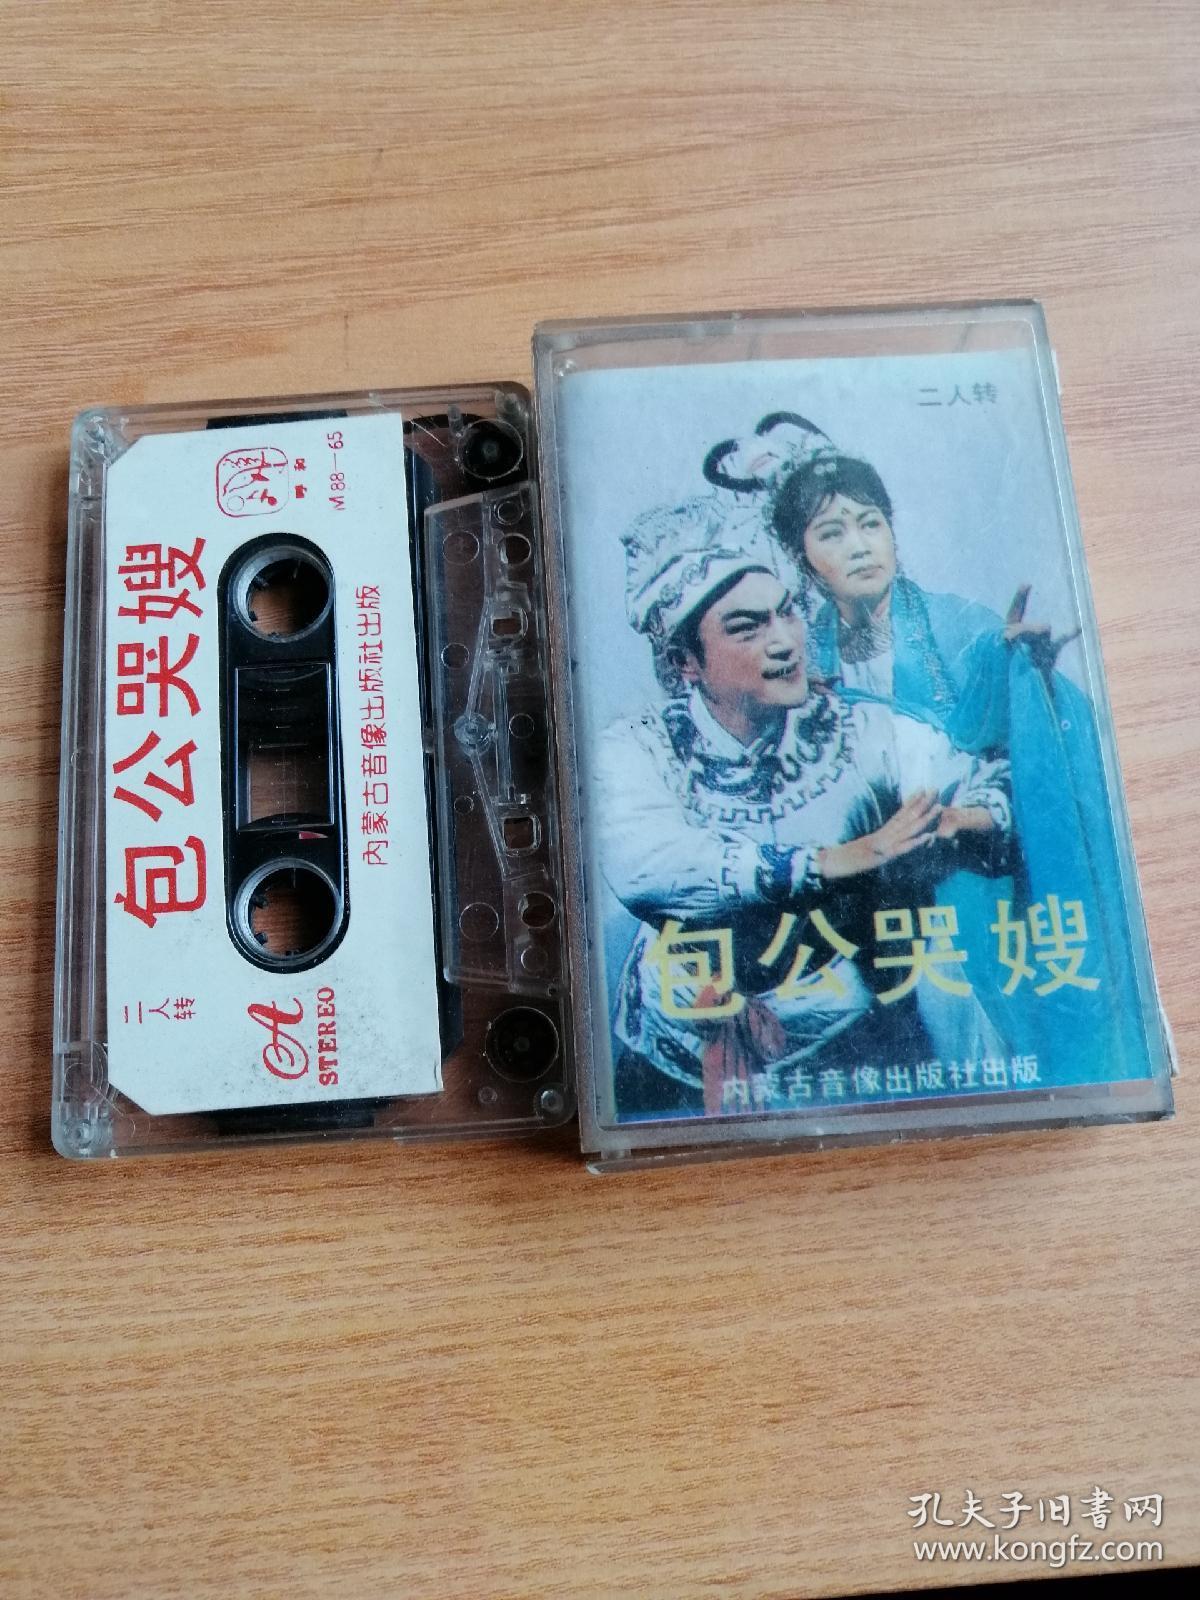 包公哭嫂
二人转
A
STEREO
呼和
M88—65
内蒙古音像出版社出版
二人转
包公哭嫂
内蒙古音像出版社出版
孔夫子旧书网
www.kongfz.com